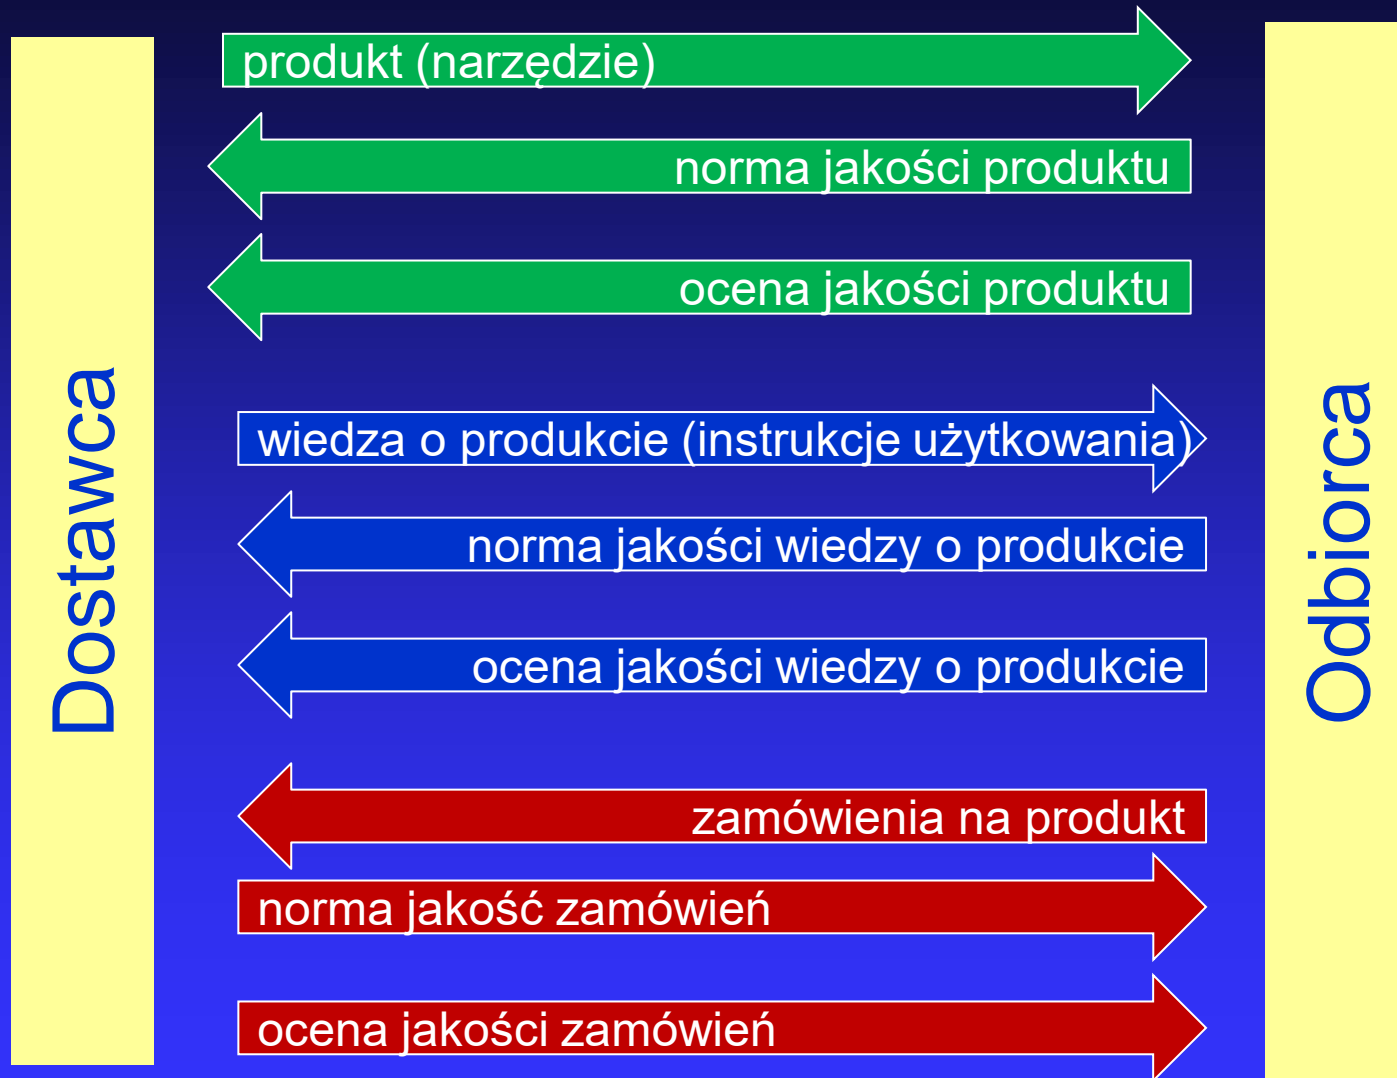 Dostawca
produkt (narzędzie)
norma jakości produktu
ocena jakości produktu
wiedza o produkcie (instrukcje użytkowania)
norma jakości wiedzy o produkcie
ocena jakości wiedzy o produkcie
zamówienia na produkt
norma jakość zamówień
ocena jakości zamówień
Odbiorca